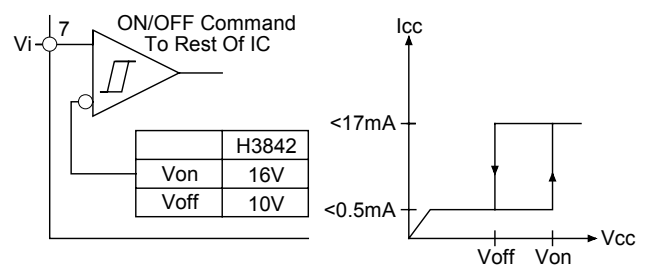 7
ON/OFF Command
To Rest Of IC
Vi
H3842
Von 16V
Voff 10V
Icc
<17mA
<0.5mA
Vcc
Voff Von